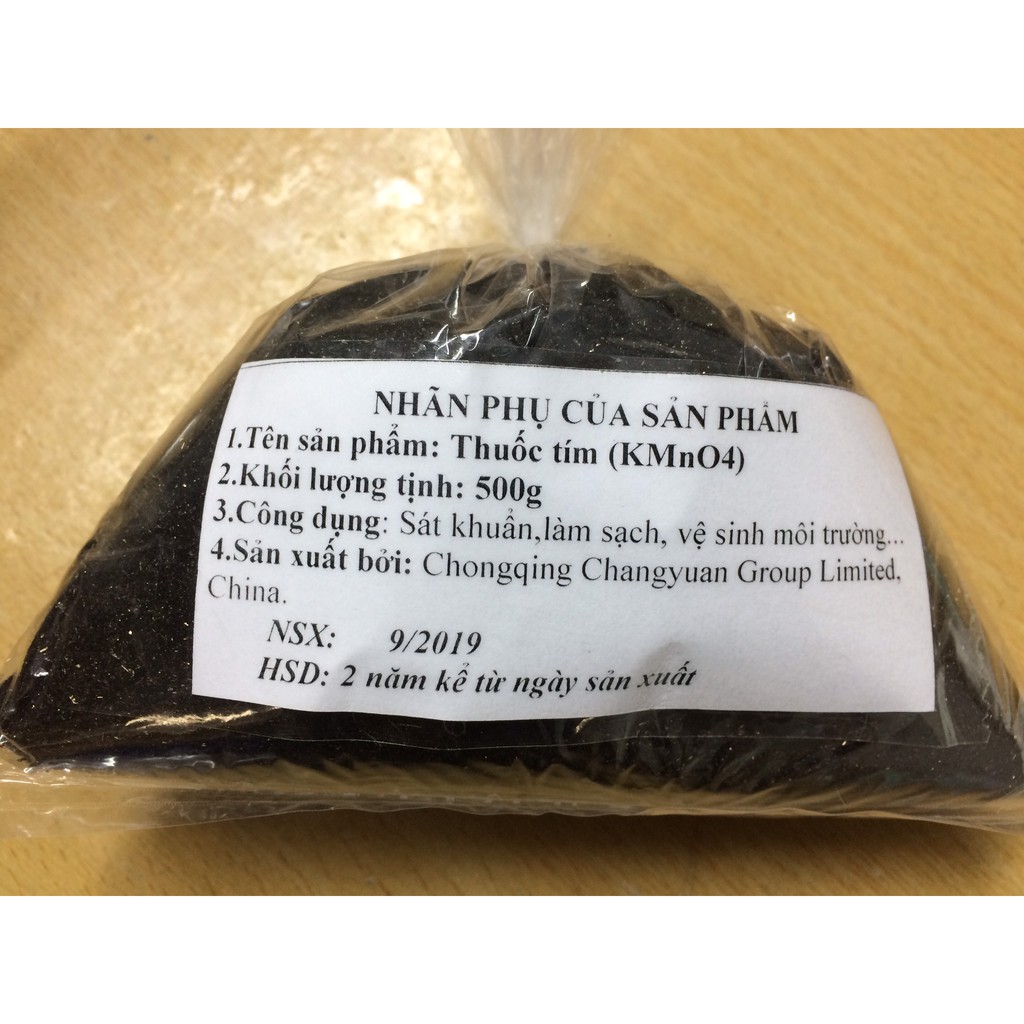 NHÃN PHỤ CỦA SẢN PHẨM
1.Tên sản phẩm: Thuốc tím (KMnO4)
2.Khối lượng tịnh: 500g
3.Công dụng: Sát khuẩn,làm sạch, vệ sinh môi trường...
4.Sản xuất bởi: Chongqing Changyuan Group Limited,
China.
NSX: 9/2019
HSD: 2 năm kể từ ngày sản xuất